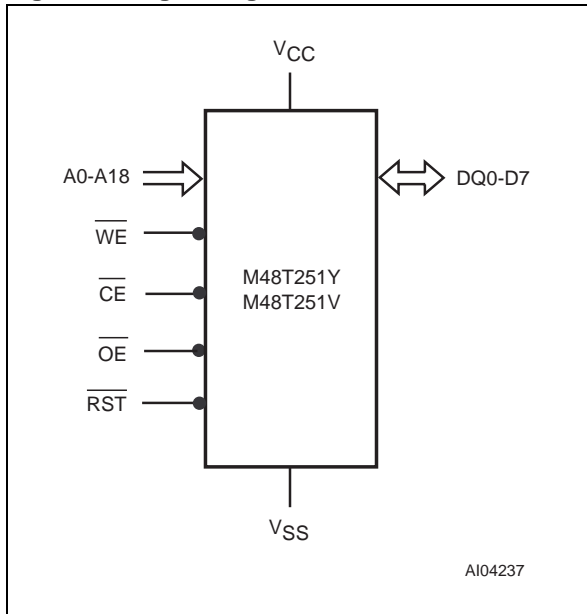 VCC
A0-A18
DQ0-D7
WE
CE
OE
RST
M48T251Y
M48T251V
VSS
AI04237